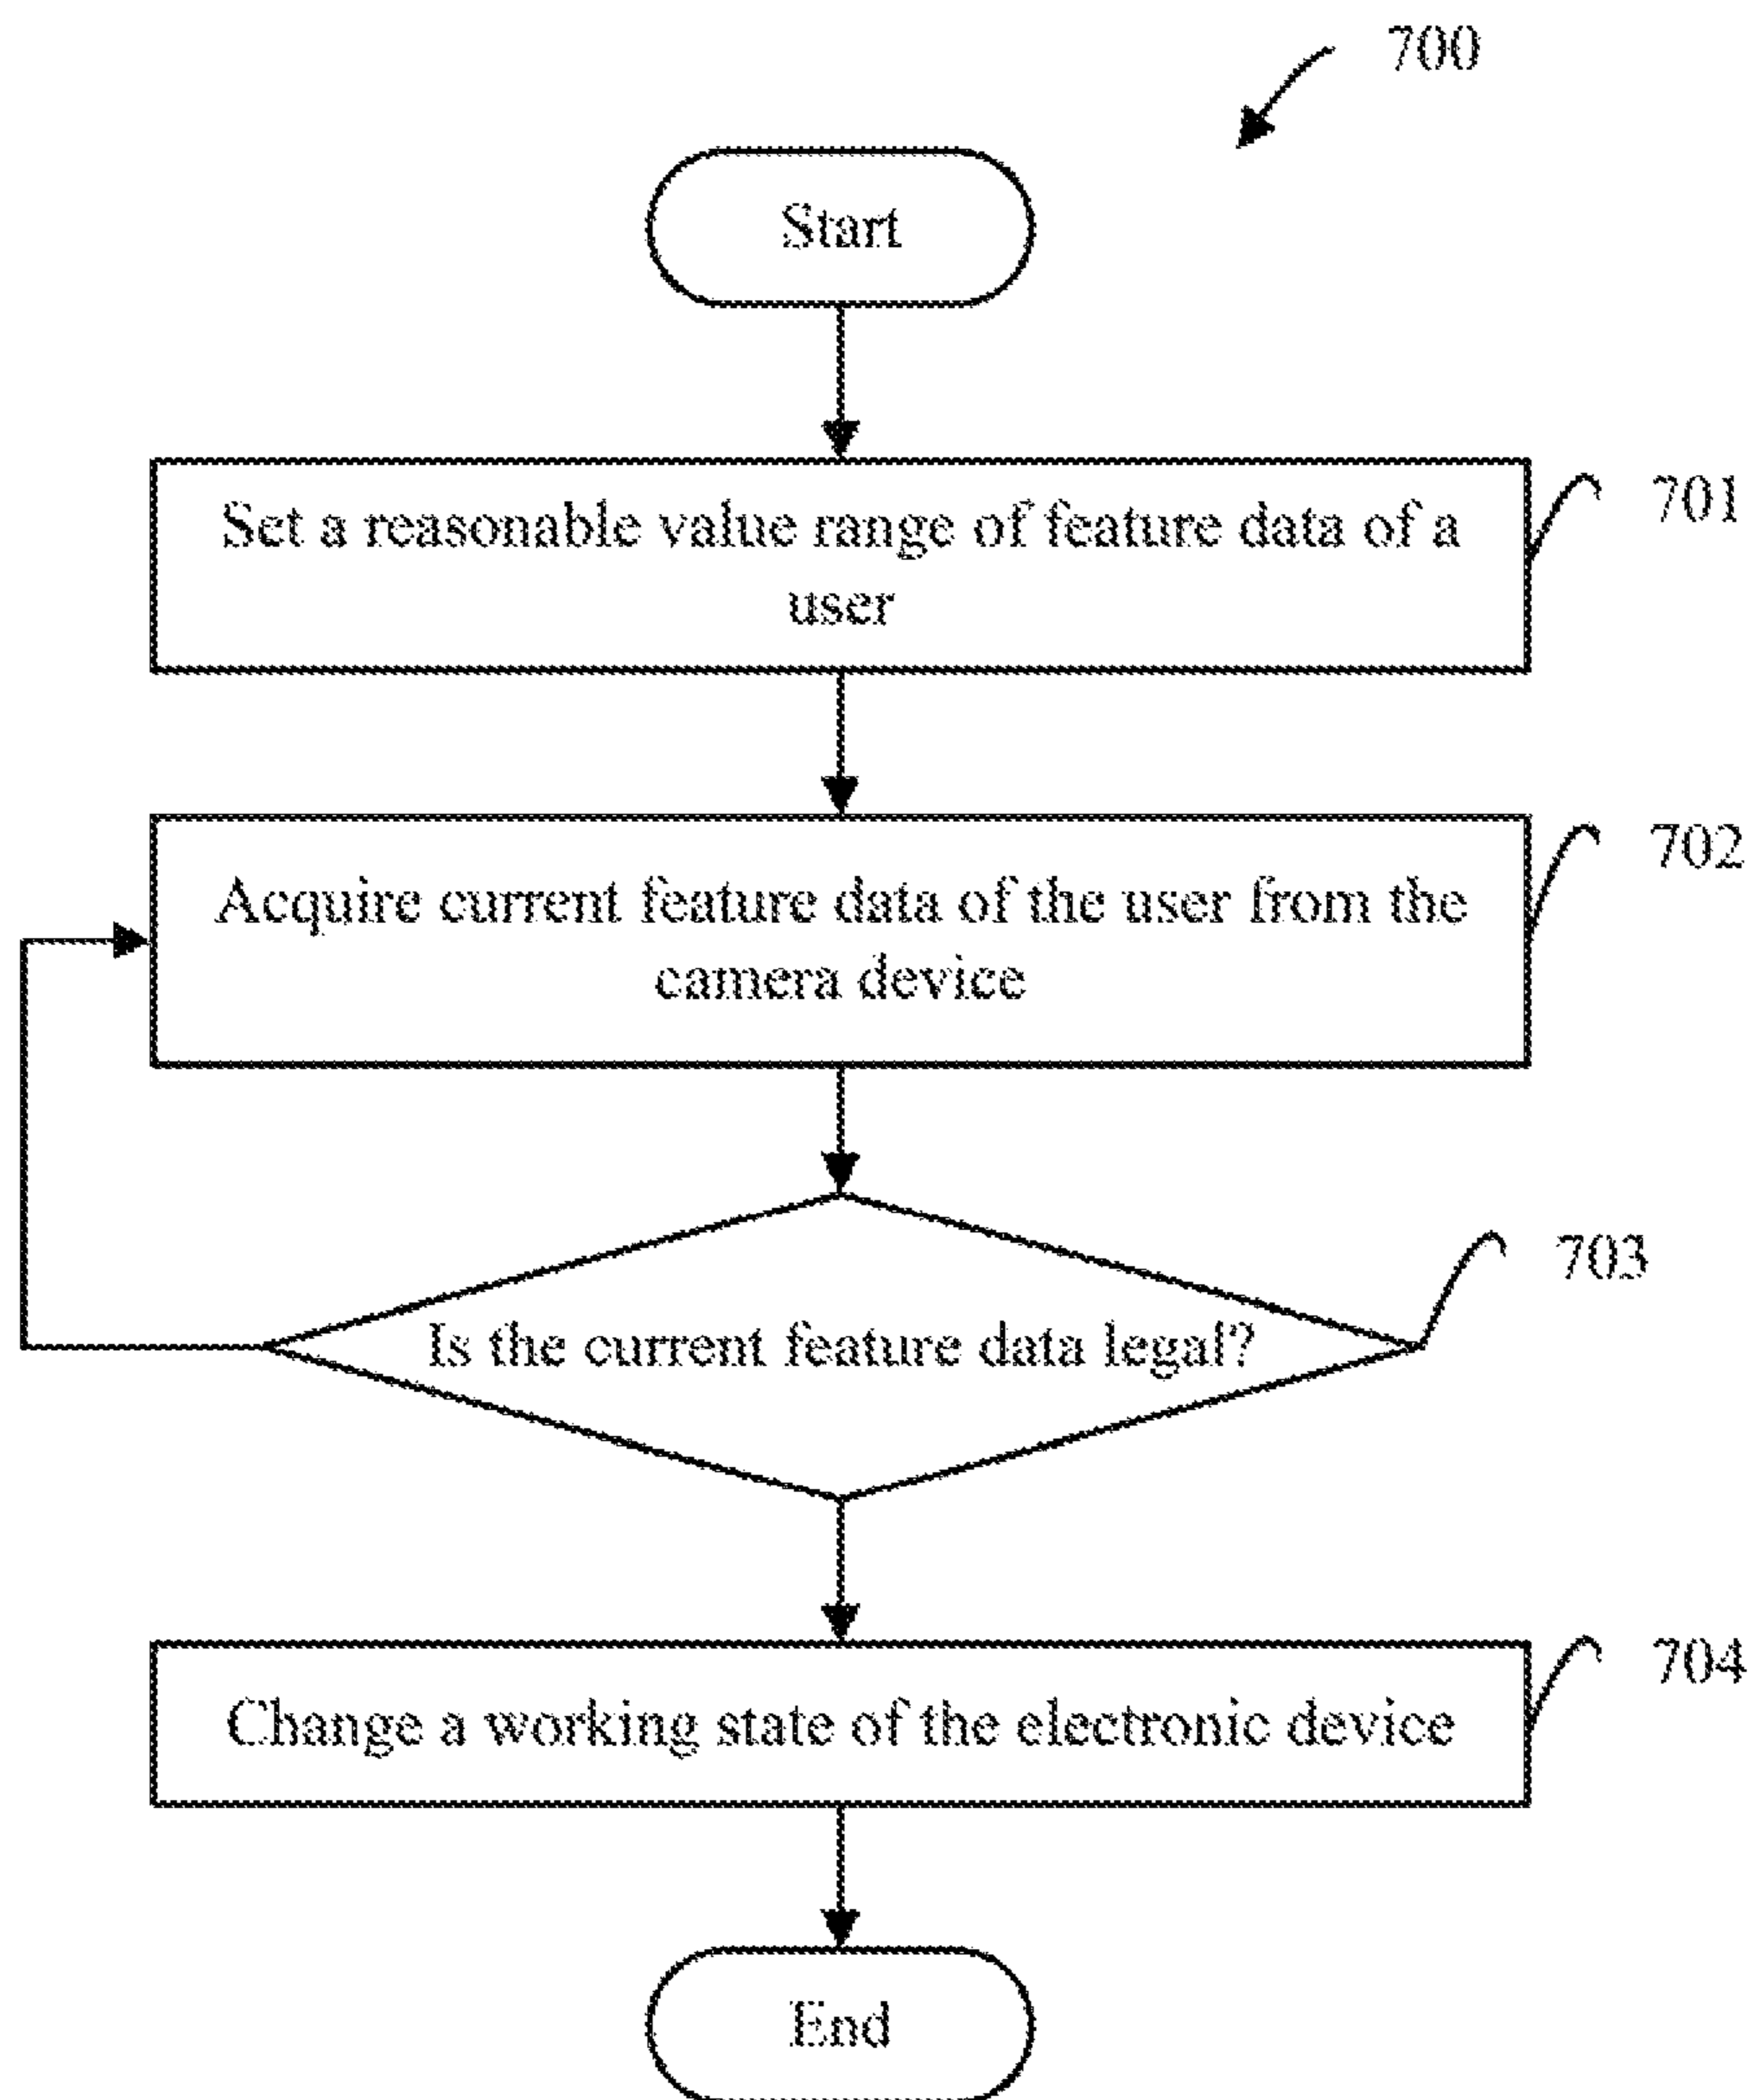 700
Start
Set a reasonable value range of feature data of a
user
701
Acquire current feature data of the user from the
camera device
702
Is the current feature data legal?
703
Change a working state of the electronic device
704
End